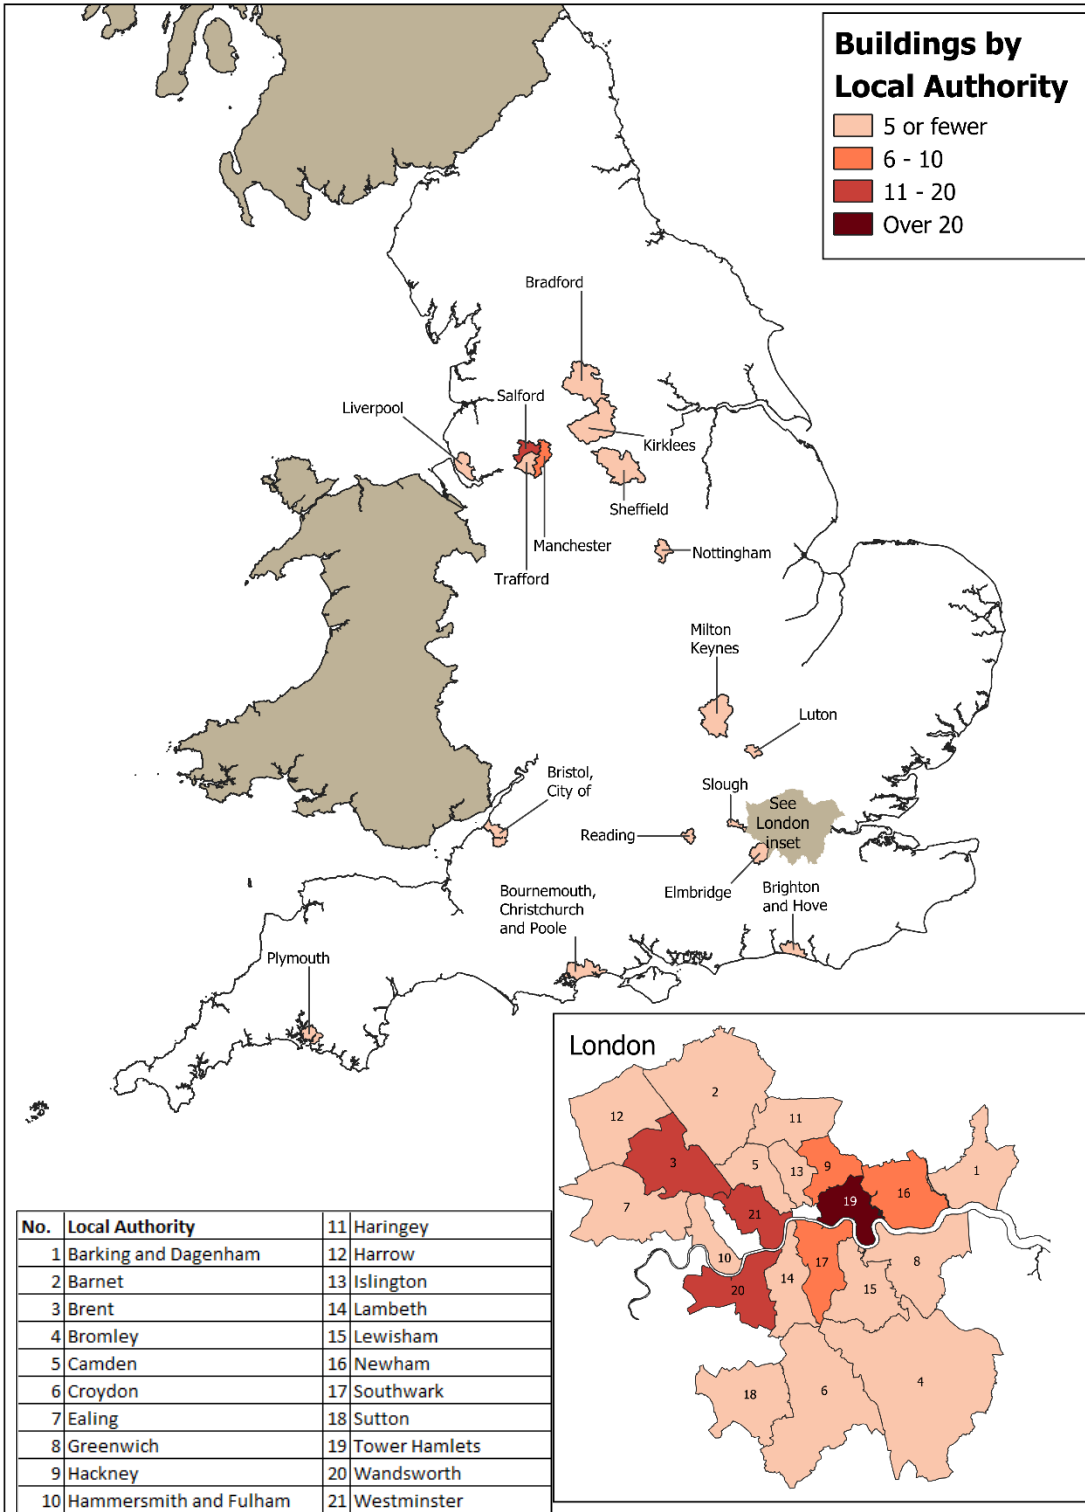 Buildings by
Local Authority
5 or fewer
6 - 10
11 - 20
Over 20
Bradford
Salford
Liverpool
Kirklees
Sheffield
Manchester
Nottingham
Trafford
Milton
Keynes
Luton
Bristol,
City of
Slough
See
London
inset
Reading
Elmbridge
Bournemouth,
Christchurch
and Poole
Brighton
and Hove
Plymouth
London
2
12
11
3
5
13
9
1
16
19
7
21
10
17
8
14
15
20
18
6
4
No. Local Authority 11 Haringey
1 Barking and Dagenham 12 Harrow
2 Barnet 13 Islington
3 Brent 14 Lambeth
4 Bromley 15 Lewisham
5 Camden 16 Newham
6 Croydon 17 Southwark
7 Ealing 18 Sutton
8 Greenwich 19 Tower Hamlets
9 Hackney 20 Wandsworth
10 Hammersmith and Fulham 21 Westminster